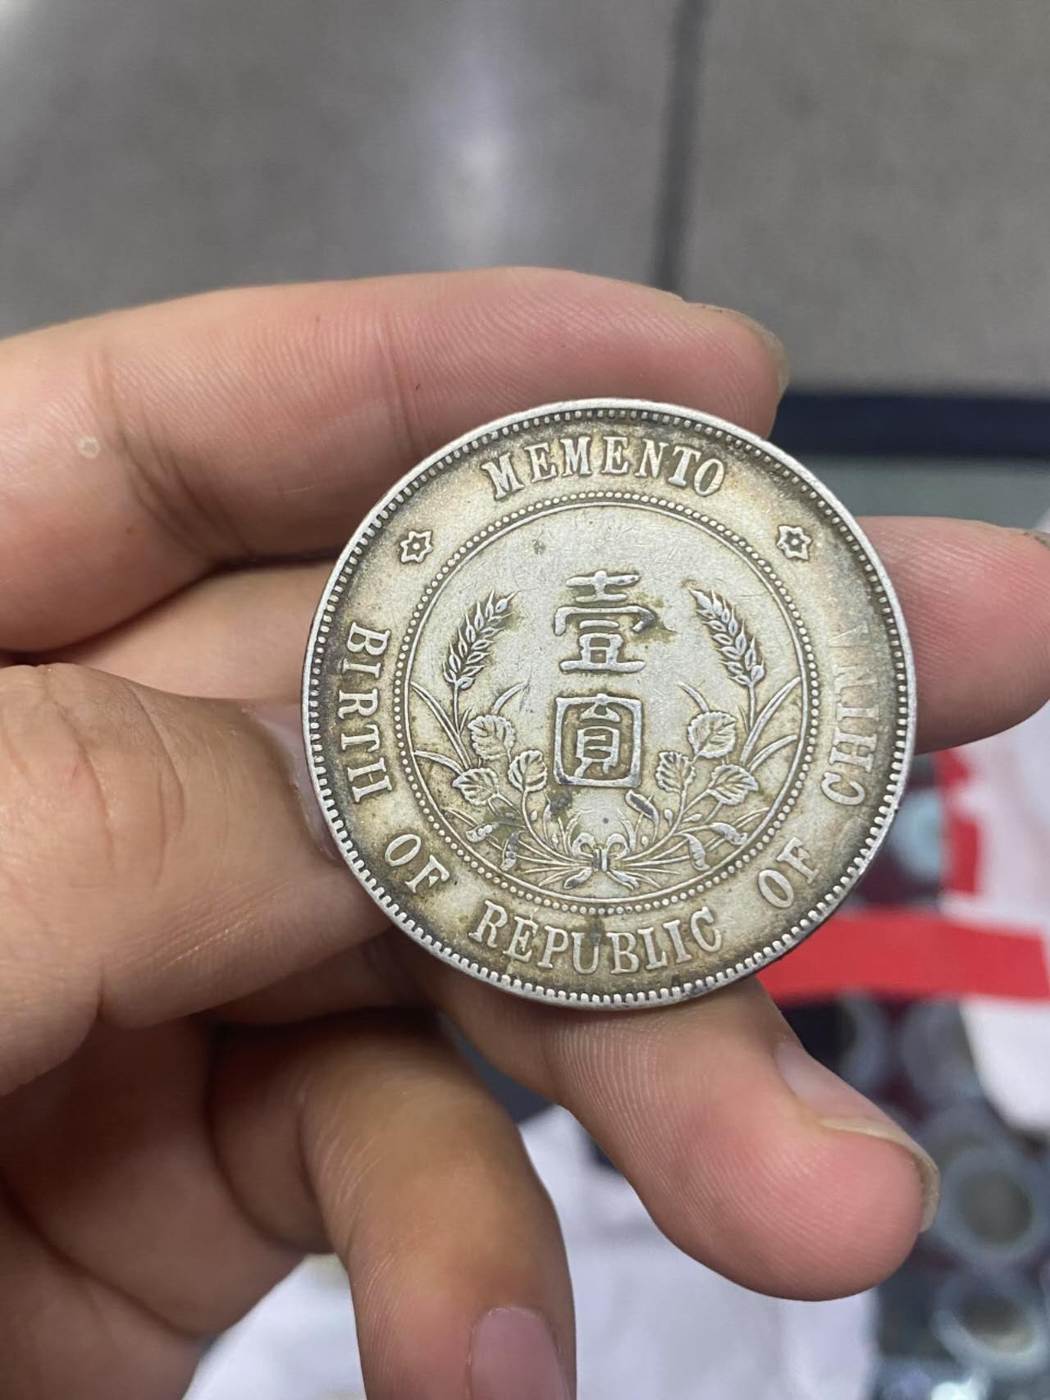 MEMENTO
壹
圓
BIRTH OF REPUBLIC OF CHINA